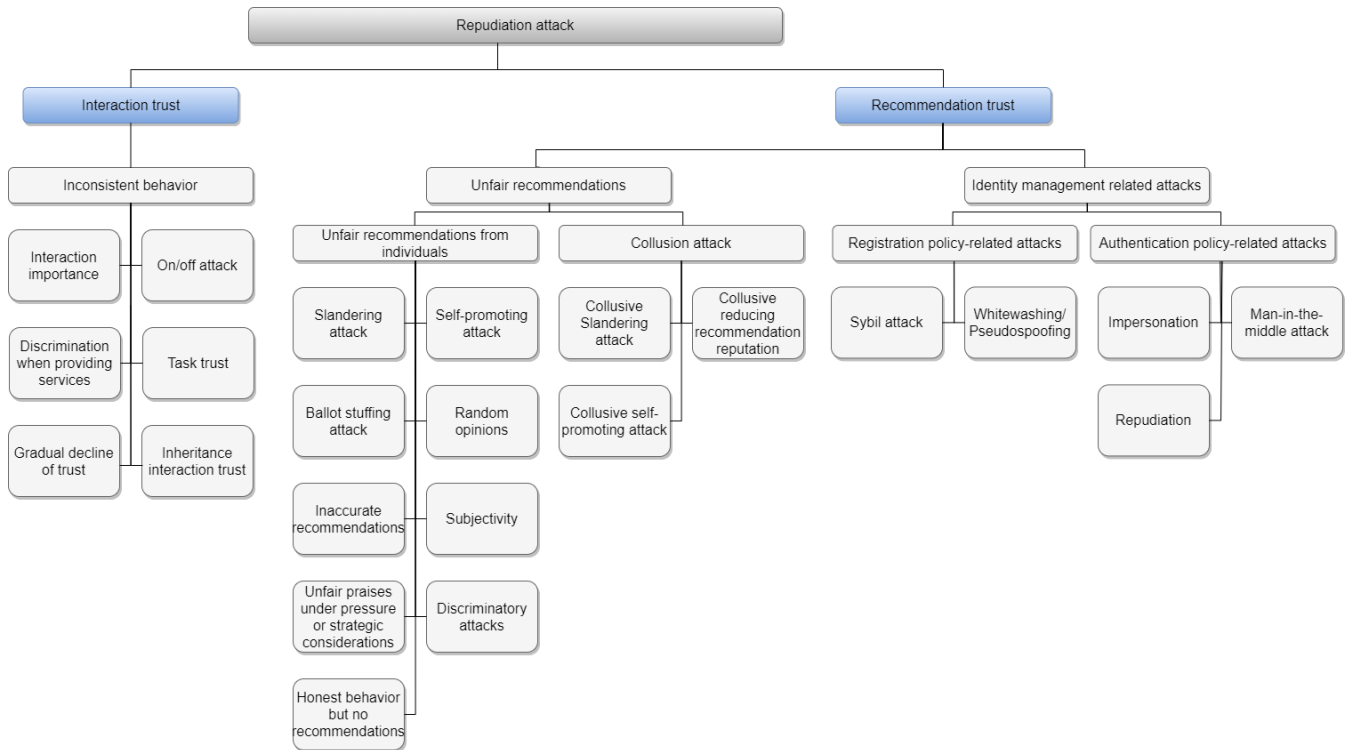 Repudiation attack
Interaction trust
Recommendation trust
Inconsistent behavior
Unfair recommendations
Identity management related attacks
Interaction
importance
On/off attack
Discrimination
when providing
services
Task trust
Gradual decline
of trust
Inheritance
interaction trust
Unfair recommendations from
individuals
Slandering
attack
Self-promoting
attack
Ballot stuffing
attack
Random
opinions
Inaccurate
recommendations
Subjectivity
Unfair praises
under pressure
or strategic
considerations
Discriminatory
attacks
Honest behavior
but no
recommendations
Collusion attack
Collusive
Slandering
attack
Collusive
reducing
recommendation
reputation
Collusive self-
promoting attack
Registration policy-related attacks
Sybil attack
Whitewashing/
Pseudospoofing
Authentication policy-related attacks
Impersonation
Man-in-the-
middle attack
Repudiation